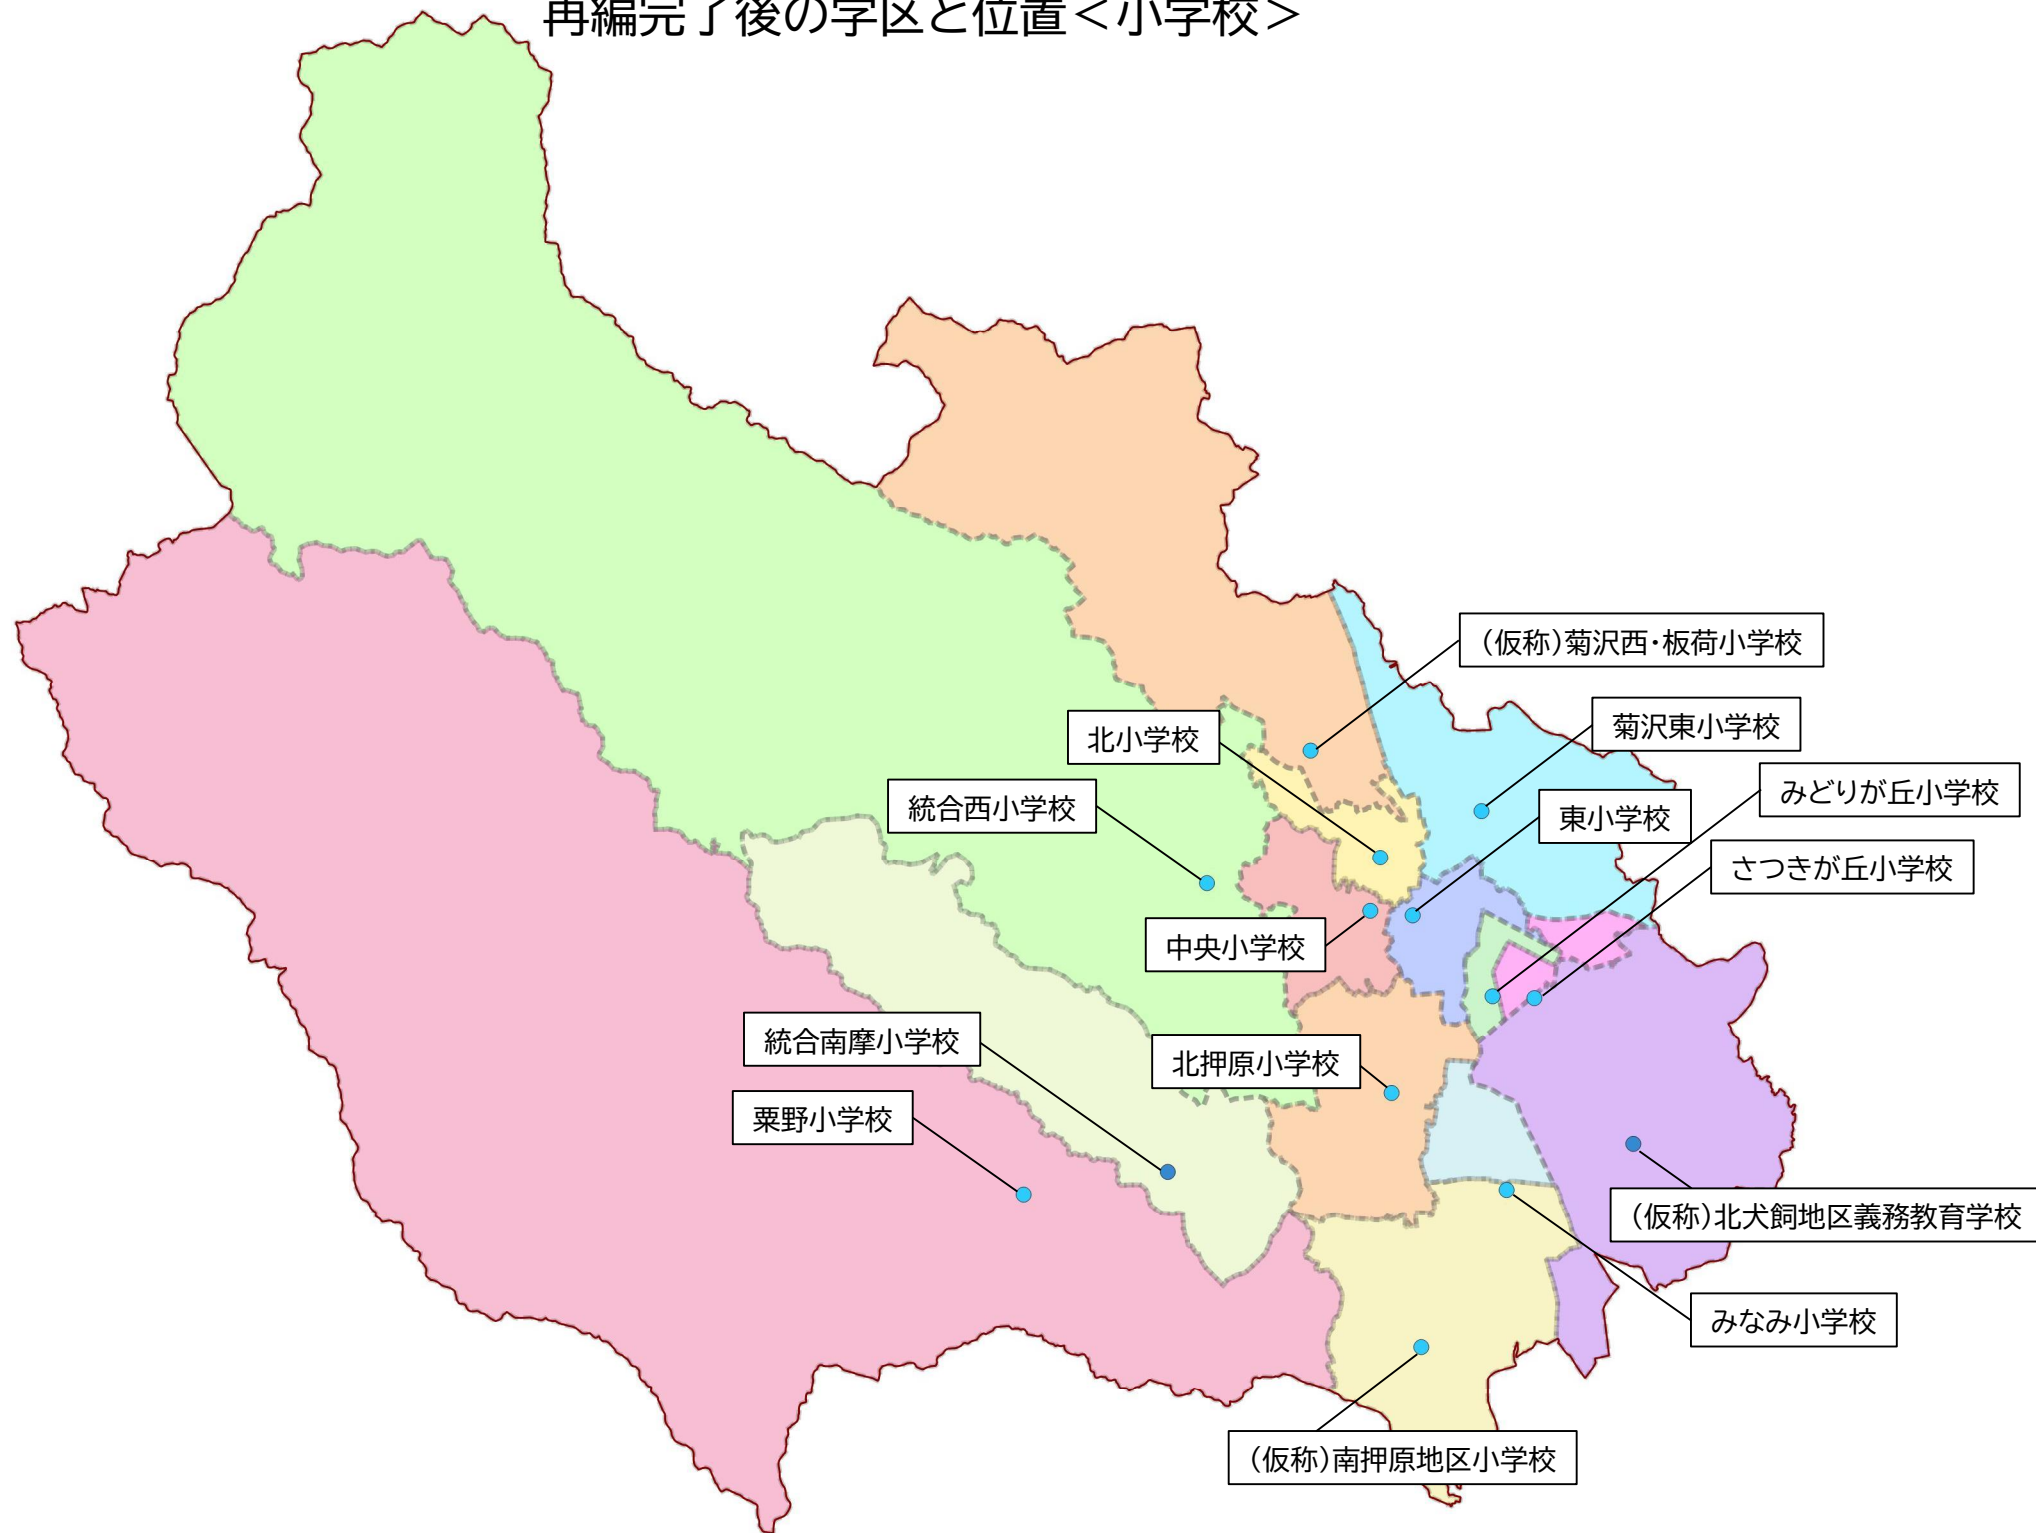 再編完了後の学区と位置＜小学校＞
（仮称）菊沢西・板荷小学校
菊沢東小学校
北小学校
みどりが丘小学校
統合西小学校
東小学校
さつきが丘小学校
中央小学校
統合南摩小学校
北押原小学校
粟野小学校
（仮称）北犬飼地区義務教育学校
みなみ小学校
（仮称）南押原地区小学校